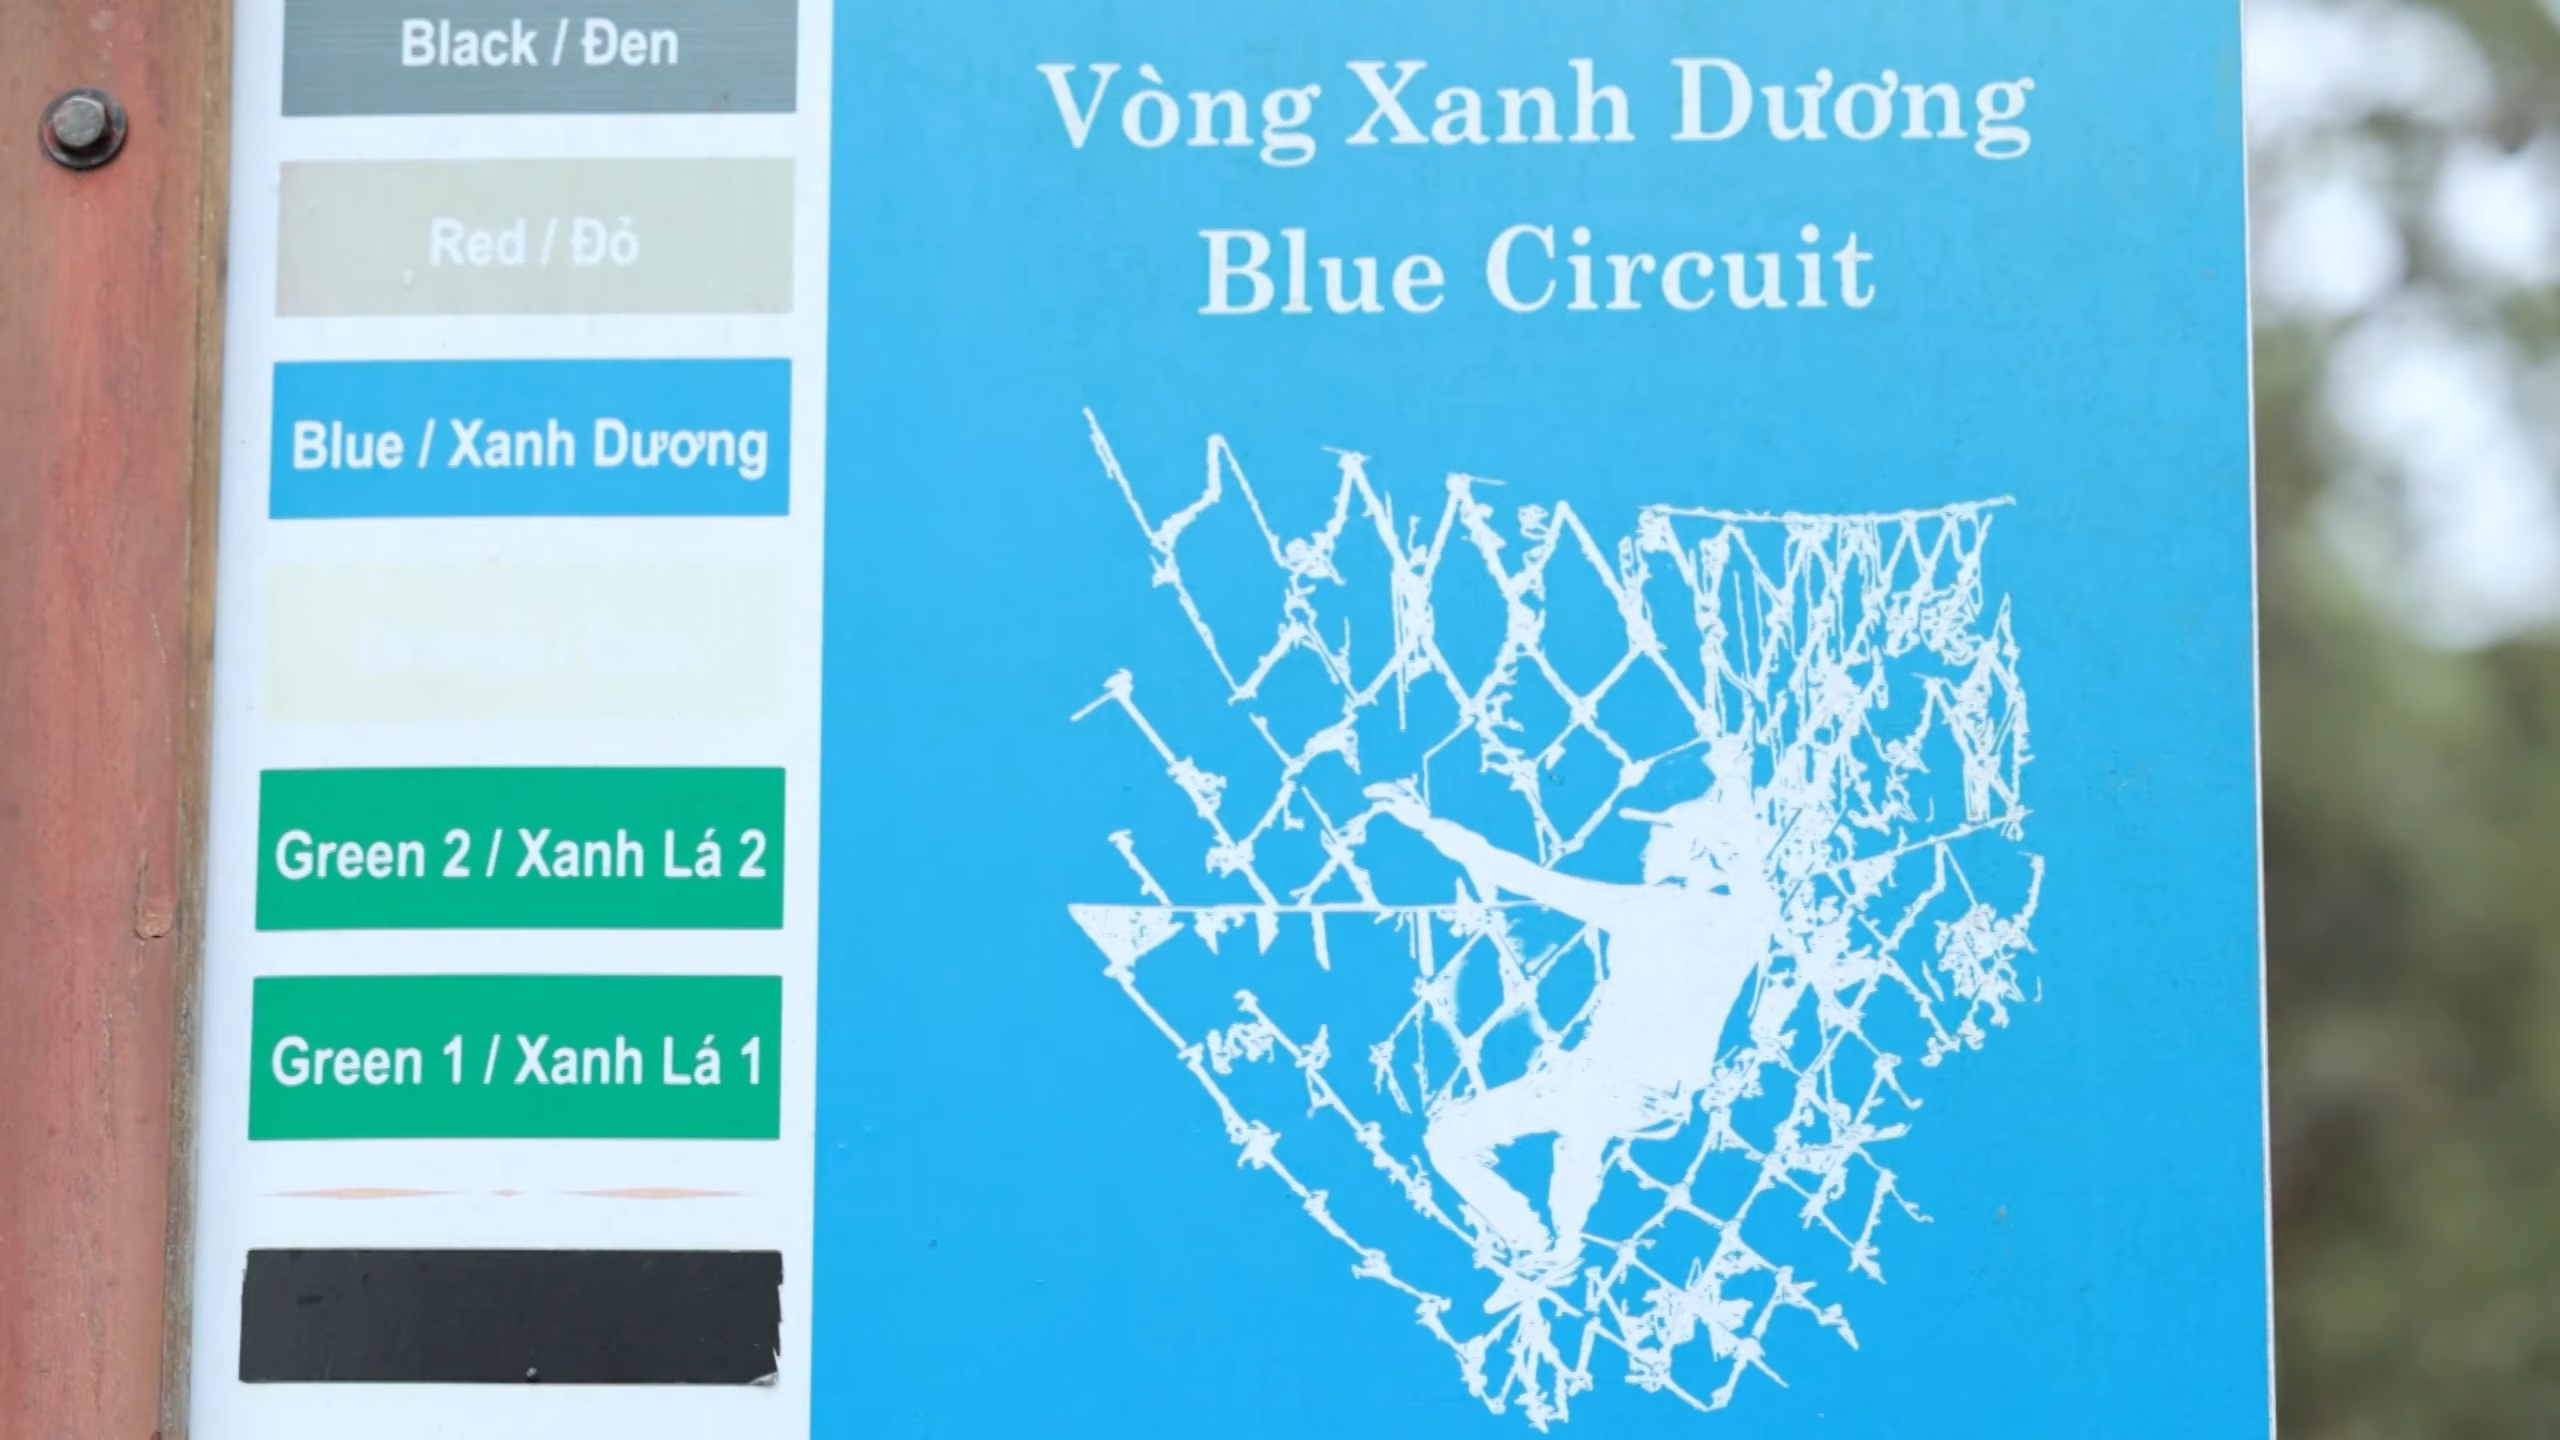 Black / Đen
Red / Đỏ
Blue / Xanh Dương
Green 2 / Xanh Lá 2
Green 1 / Xanh Lá 1
Vòng Xanh Dương
Blue Circuit